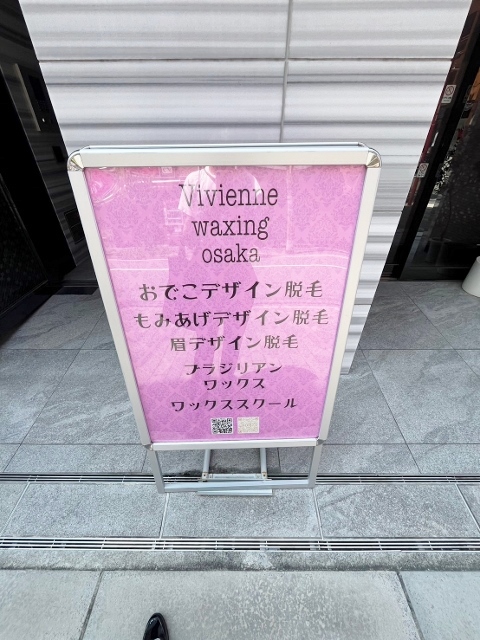 Vivienne
waxing
osaka
おでこデザイン脱毛
もみあげデザイン脱毛
眉デザイン脱毛
ブラジリアン
ワックス
ワックススクール